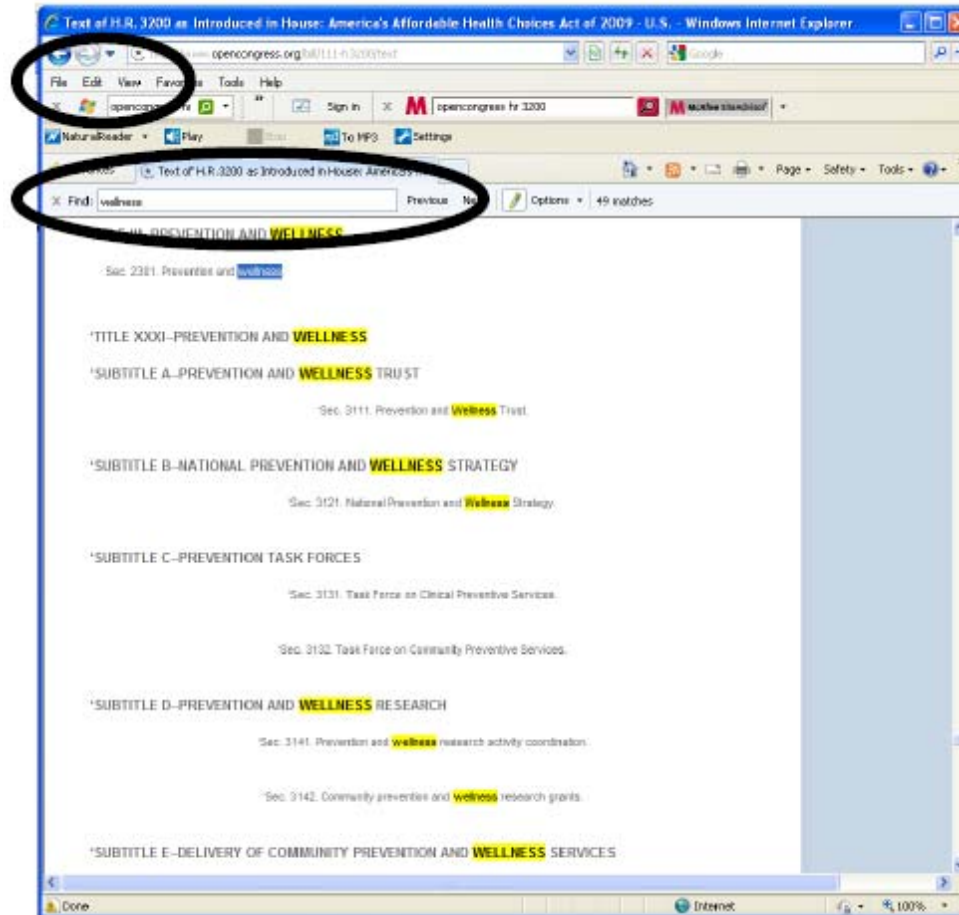 Text of H.R. 3200 as Introduced in House: America's Affordable Health Choices Act of 2009 - U.S. - Windows Internet Explorer
opencongress.org/bill/111-h3200/text Google
File Edit View Tools Help
Sign in opencongress hr 3200
NaturalReader Play To MP3 Settings
Text of H.R.3200 as Introduced in House: America's Page Safety Tools
Find: wellness Previous Options 49 matches
PREVENTION AND WELLNESS
Sec. 2301. Prevention and wellness
'TITLE XXXI--PREVENTION AND WELLNESS
'SUBTITLE A--PREVENTION AND WELLNESS TRUST
'Sec. 3111. Prevention and Wellness Trust.
'SUBTITLE B--NATIONAL PREVENTION AND WELLNESS STRATEGY
'Sec. 3121. National Prevention and Wellness Strategy.
'SUBTITLE C--PREVENTION TASK FORCES
'Sec. 3131. Task Force on Clinical Preventive Services.
'Sec. 3132. Task Force on Community Preventive Services.
'SUBTITLE D--PREVENTION AND WELLNESS RESEARCH
'Sec. 3141. Prevention and wellness research activity coordination.
'Sec. 3142. Community prevention and wellness research grants.
'SUBTITLE E--DELIVERY OF COMMUNITY PREVENTION AND WELLNESS SERVICES
Done Internet 100%